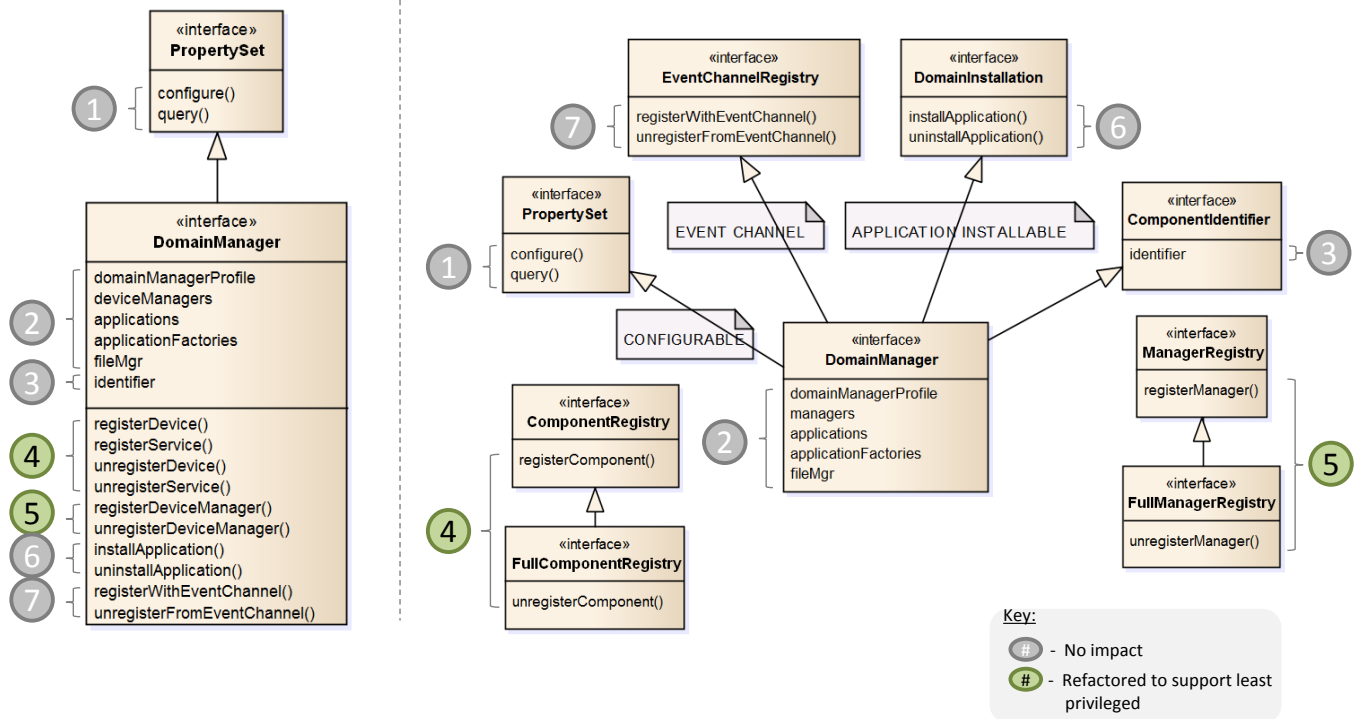 «interface»
PropertySet
configure()
query()
1
«interface»
DomainManager
domainManagerProfile
deviceManagers
applications
applicationFactories
fileMgr
identifier
2
3
registerDevice()
registerService()
unregisterDevice()
unregisterService()
registerDeviceManager()
unregisterDeviceManager()
installApplication()
uninstallApplication()
registerWithEventChannel()
unregisterFromEventChannel()
4
5
6
7
«interface»
EventChannelRegistry
registerWithEventChannel()
unregisterFromEventChannel()
7
«interface»
DomainInstallation
installApplication()
uninstallApplication()
6
«interface»
PropertySet
configure()
query()
1
EVENT CHANNEL
APPLICATION INSTALLABLE
«interface»
ComponentIdentifier
identifier
3
CONFIGURABLE
«interface»
DomainManager
domainManagerProfile
managers
applications
applicationFactories
fileMgr
2
«interface»
ManagerRegistry
registerManager()
«interface»
FullManagerRegistry
unregisterManager()
5
«interface»
ComponentRegistry
registerComponent()
«interface»
FullComponentRegistry
unregisterComponent()
4
Key:
# - No impact
# - Refactored to support least
privileged